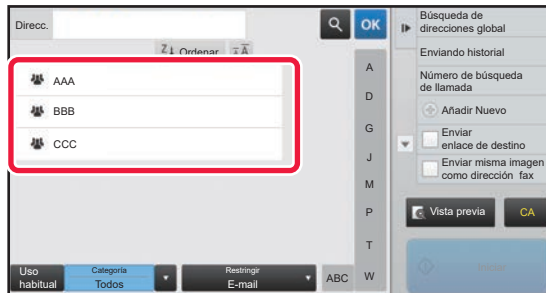 Direcc.
OK
Ordenar
AAA
BBB
CCC
A
D
G
J
M
P
T
W
Uso
habitual
Categoría
Todos
Restringir
E-mail
ABC
Búsqueda de
direcciones global
Enviando historial
Número de búsqueda
de llamada
Añadir Nuevo
Enviar
enlace de destino
Enviar misma imagen
como dirección fax
Vista previa
CA